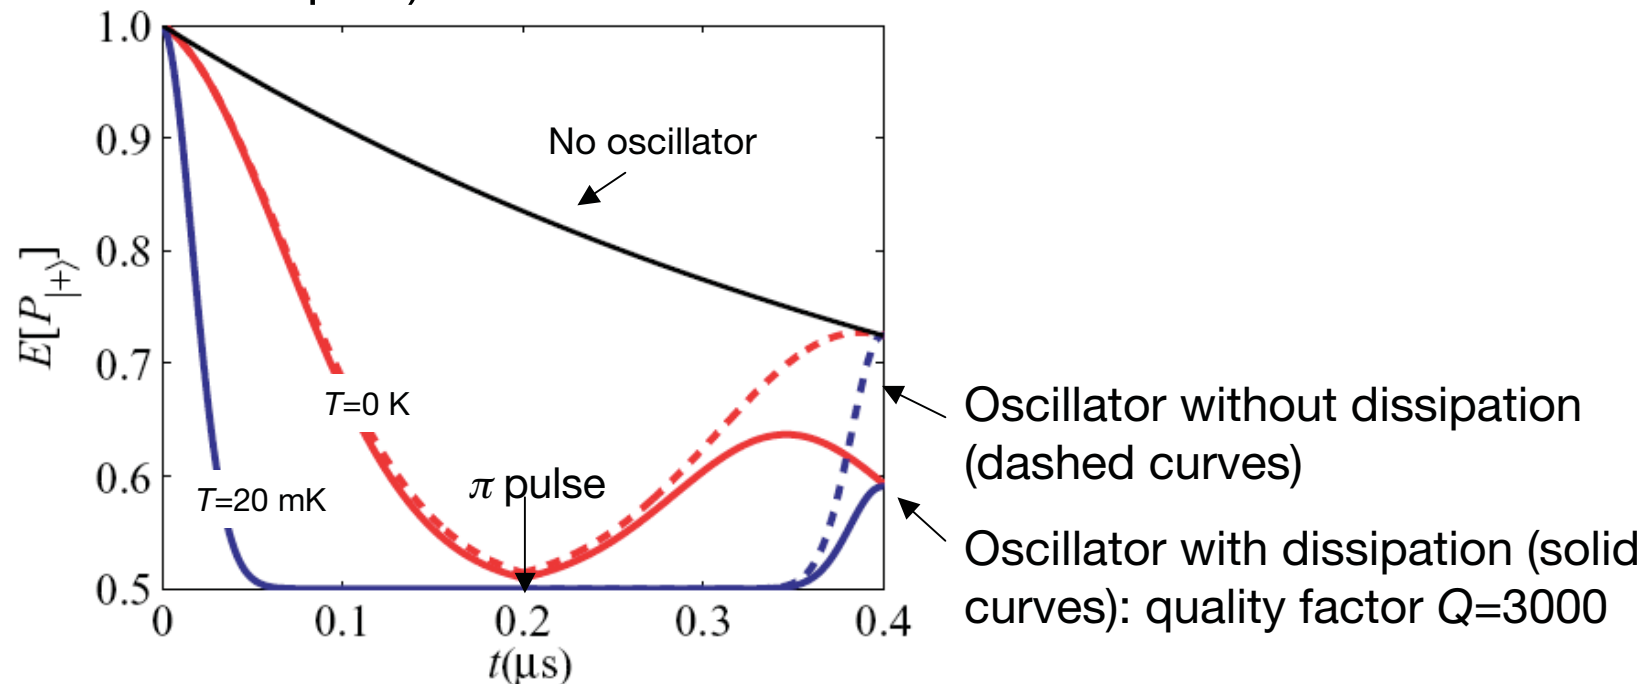 1.0
No oscillator
0.9
0.8
E[P|+⟩]
0.7
T=0 K
Oscillator without dissipation
(dashed curves)
0.6
π pulse
T=20 mK
Oscillator with dissipation (solid
curves): quality factor Q=3000
0.5
0 0.1 0.2 0.3 0.4
t(μs)